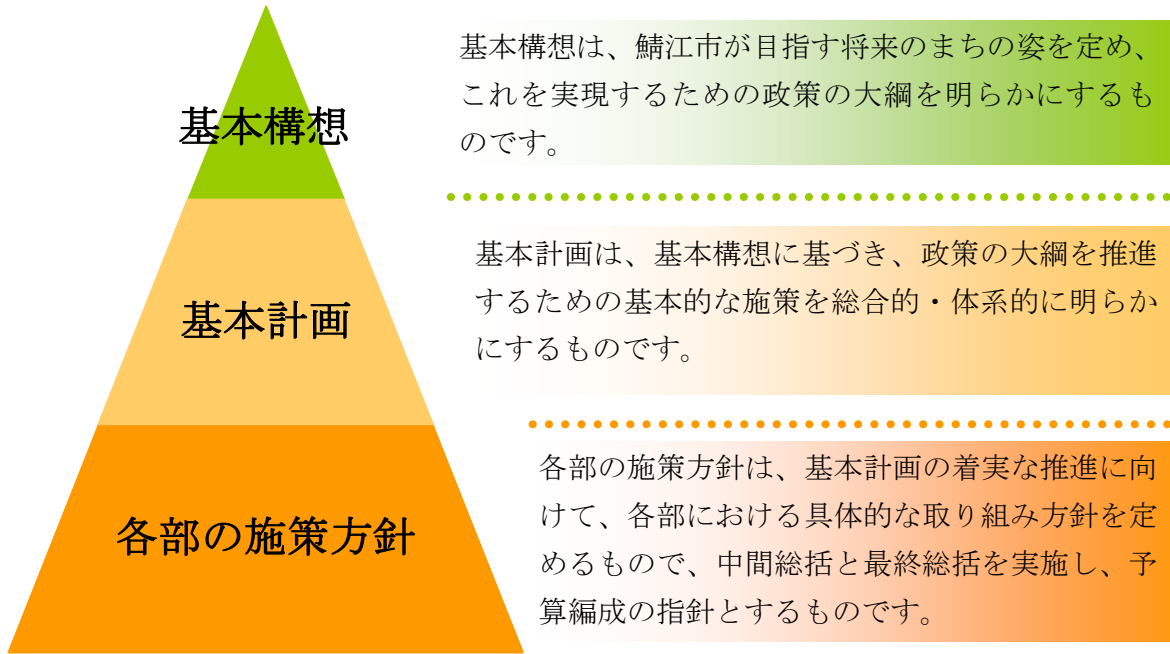 基本構想
基本構想は、鯖江市が目指す将来のまちの姿を定め、
これを実現するための政策の大綱を明らかにするも
のです。
基本計画
基本計画は、基本構想に基づき、政策の大綱を推進
するための基本的な施策を総合的・体系的に明らか
にするものです。
各部の施策方針
各部の施策方針は、基本計画の着実な推進に向
けて、各部における具体的な取り組み方針を定
めるもので、中間総括と最終総括を実施し、予
算編成の指針とするものです。